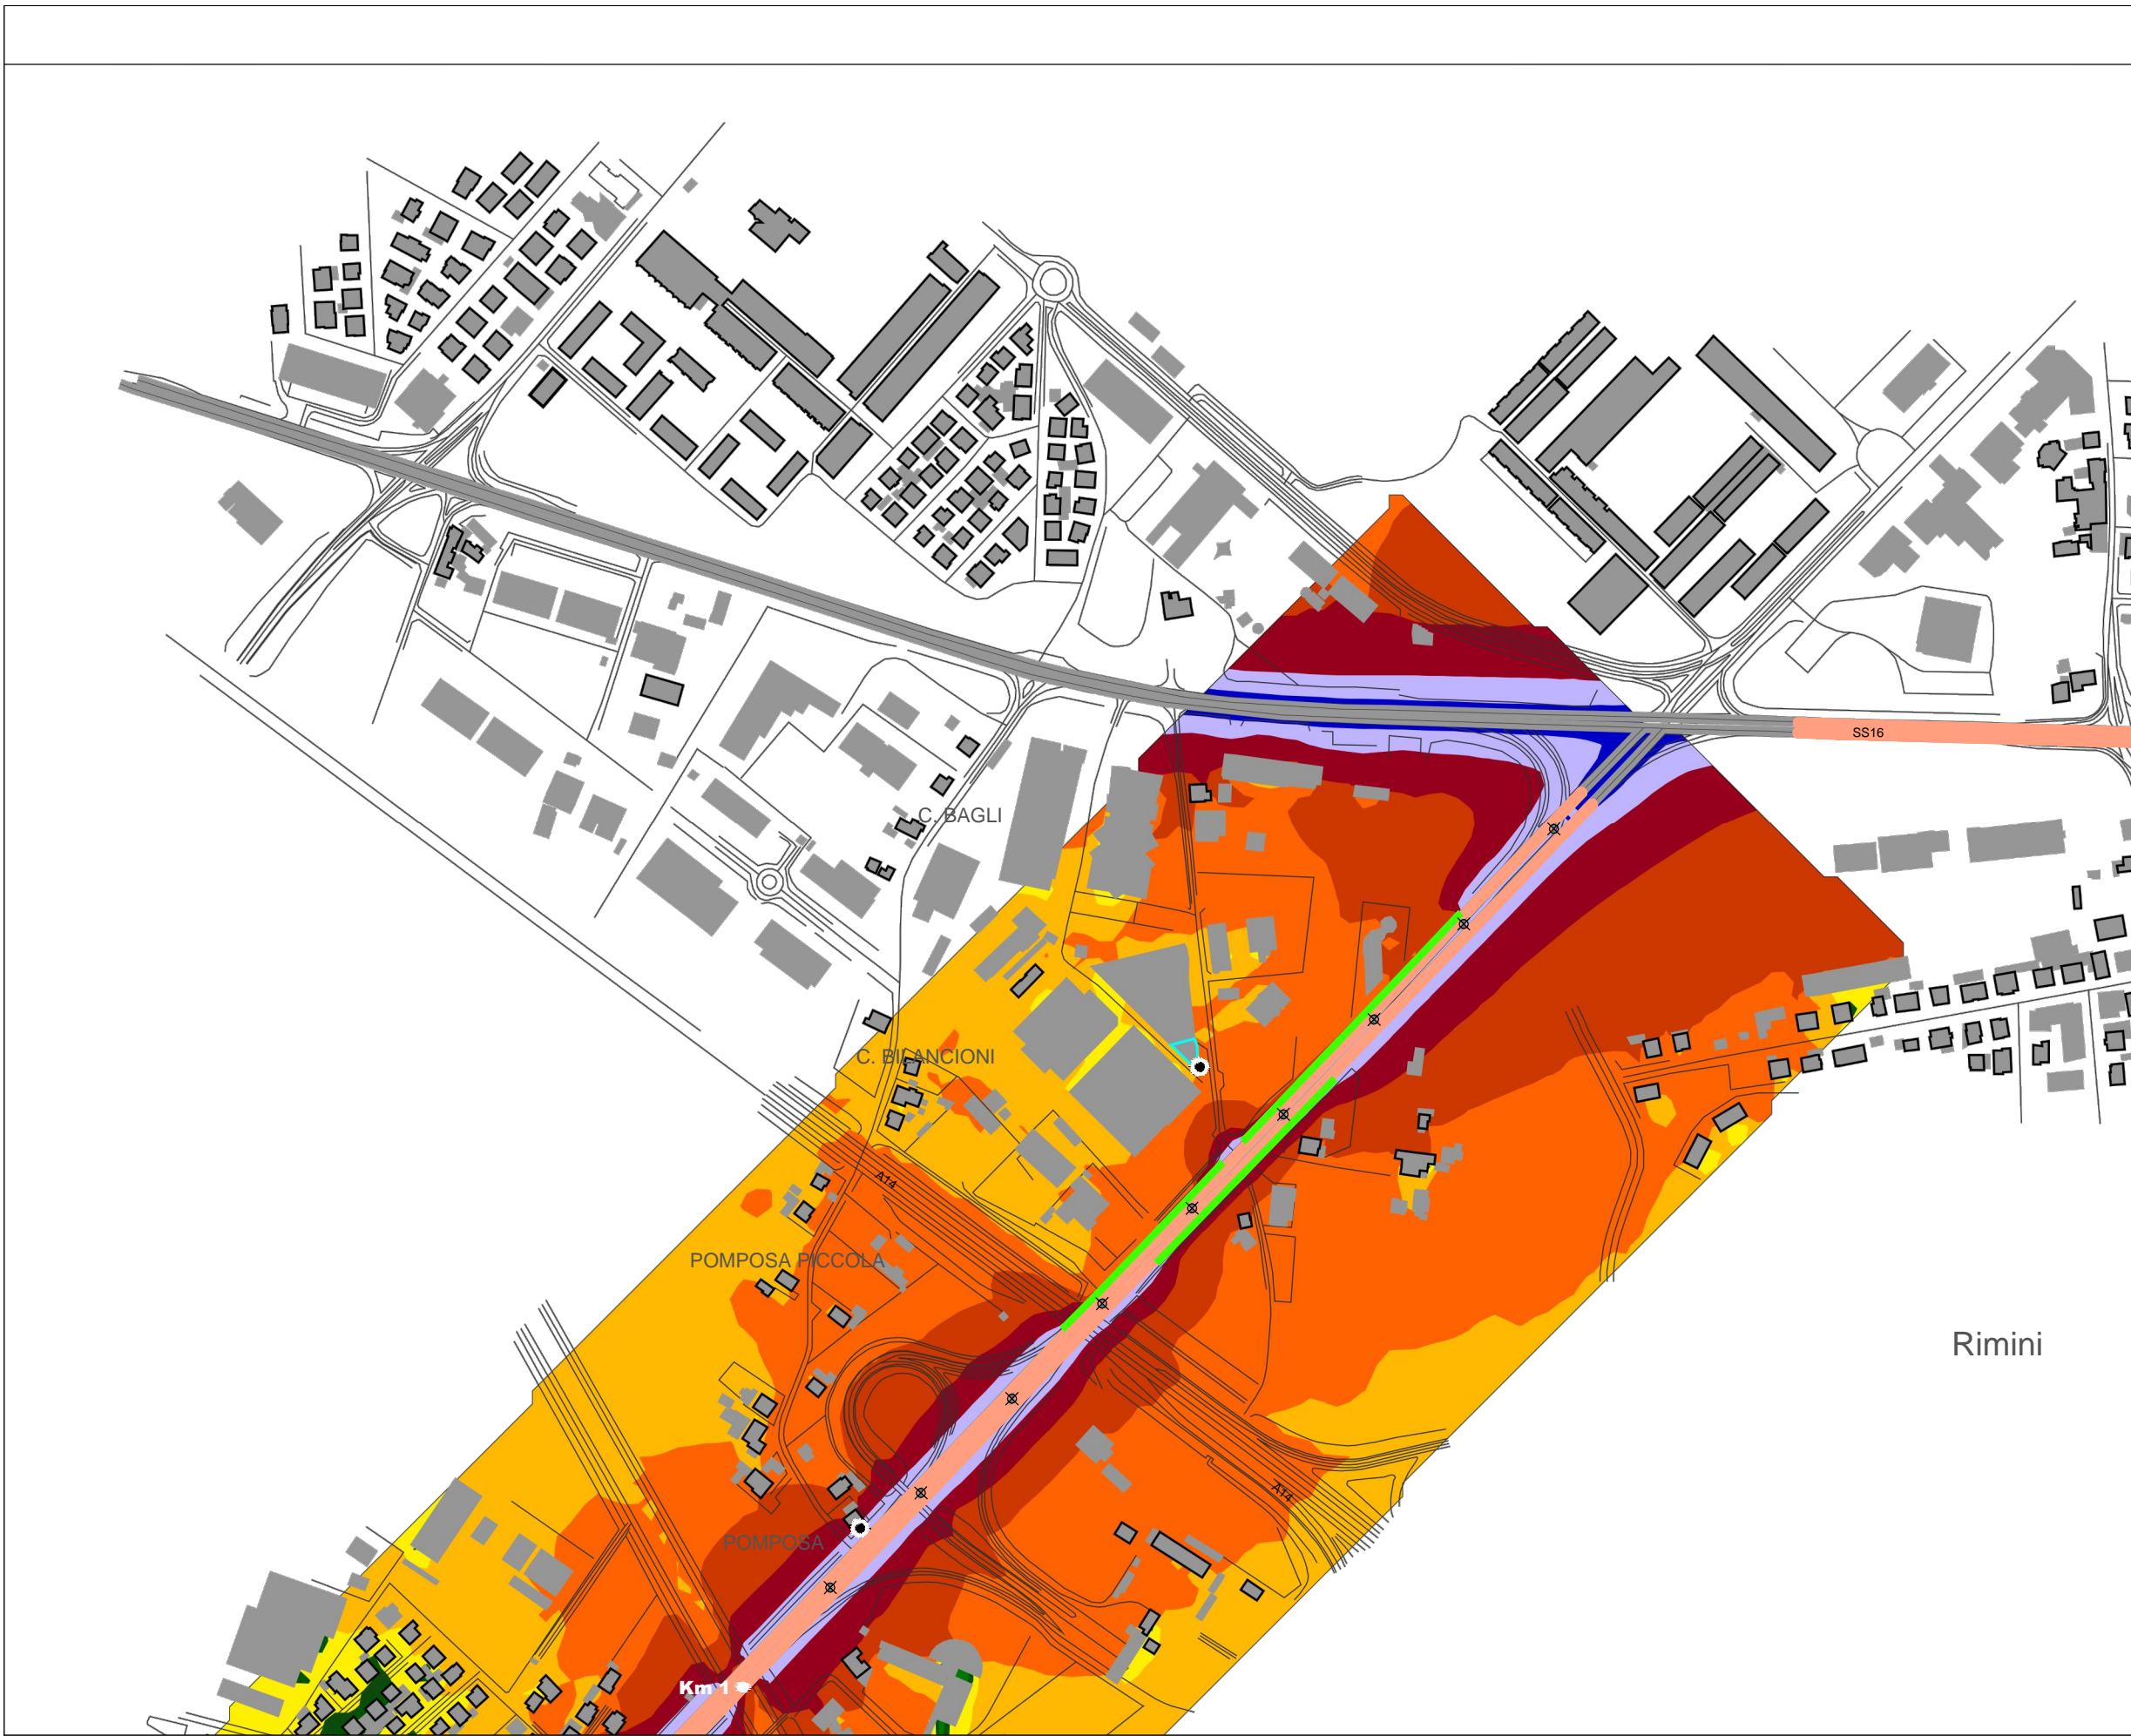 SS16
C. BAGLI
C. BILANCIONI
A14
POMPOSA PICCOLA
Rimini
A14
POMPOSA
Km 1